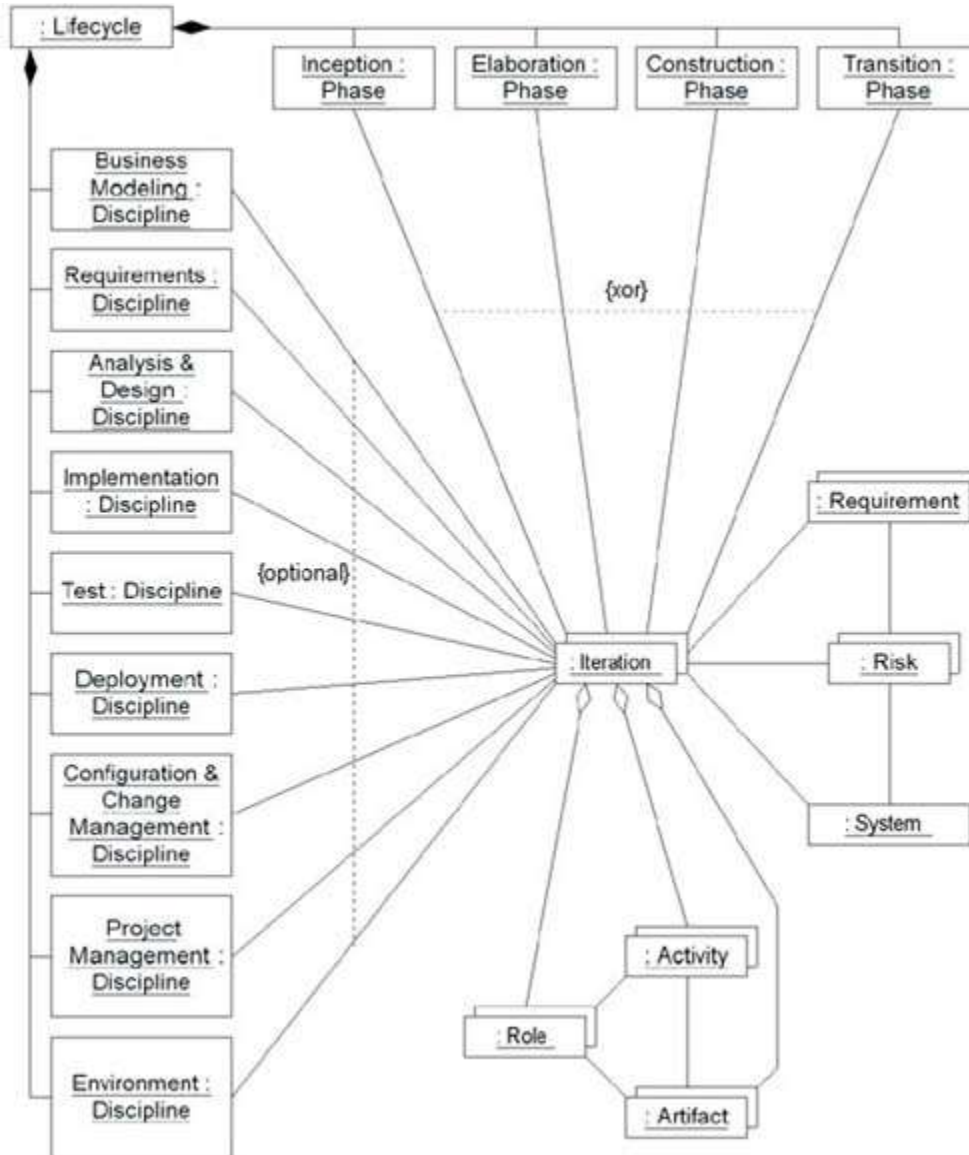 : Lifecycle
Inception :
Phase
Elaboration :
Phase
Construction :
Phase
Transition :
Phase
Business
Modeling :
Discipline
Requirements :
Discipline
{xor}
Analysis &
Design :
Discipline
Implementation
: Discipline
: Requirement
{optional}
Test : Discipline
: Iteration
: Risk
Deployment :
Discipline
Configuration &
Change
Management :
Discipline
: System
Project
Management :
Discipline
: Activity
: Role
Environment :
Discipline
: Artifact